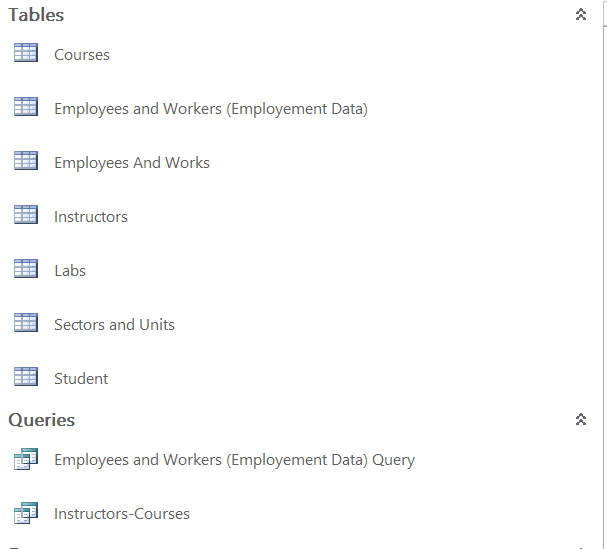 Tables
Courses
Employees and Workers (Employement Data)
Employees And Works
Instructors
Labs
Sectors and Units
Student
Queries
Employees and Workers (Employement Data) Query
Instructors-Courses